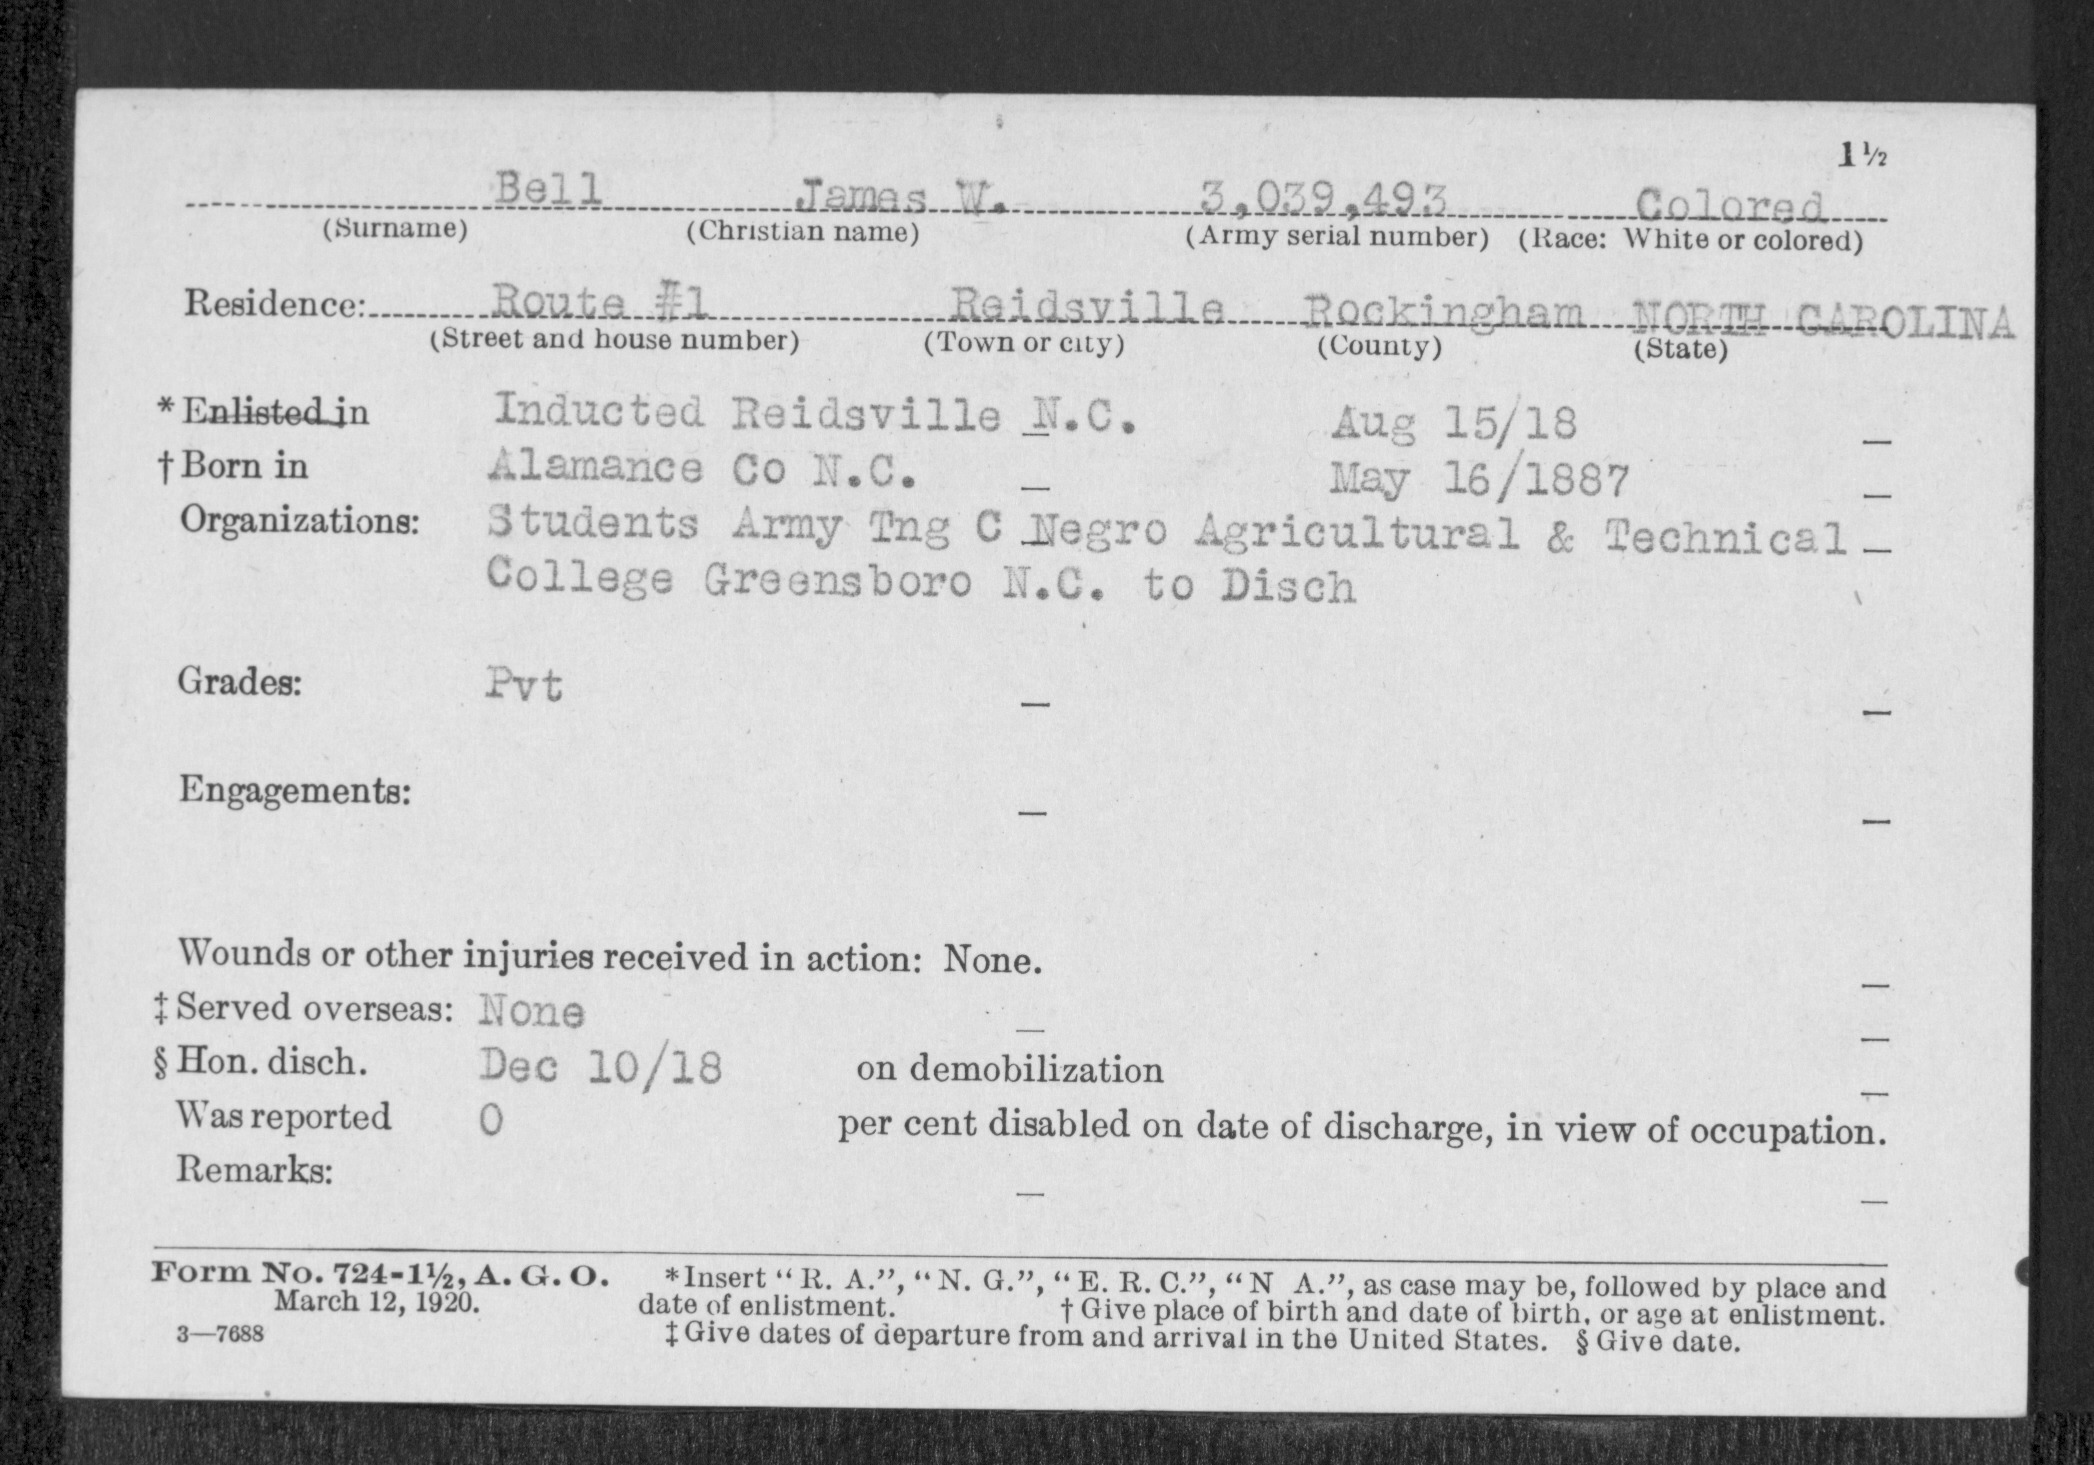 1½
Bell James W. 3,039,493 Colored
(Surname) (Christian name) (Army serial number) (Race: White or colored)
Residence: Route #1 Reidsville Rockingham NORTH CAROLINA
(Street and house number) (Town or city) (County) (State)
* Enlisted in Inducted Reidsville N.C. Aug 15/18
† Born in Alamance Co N.C. May 16/1887
Organizations: Students Army Tng C Negro Agricultural & Technical
College Greensboro N.C. to Disch
Grades: Pvt
Engagements:
Wounds or other injuries received in action: None.
‡ Served overseas: None
§ Hon. disch. Dec 10/18 on demobilization
Was reported 0 per cent disabled on date of discharge, in view of occupation.
Remarks:
Form No. 724-1½, A. G. O. *Insert "R. A.", "N. G.", "E. R. C.", "N A.", as case may be, followed by place and
March 12, 1920. date of enlistment. † Give place of birth and date of birth, or age at enlistment.
3—7688 ‡ Give dates of departure from and arrival in the United States. § Give date.